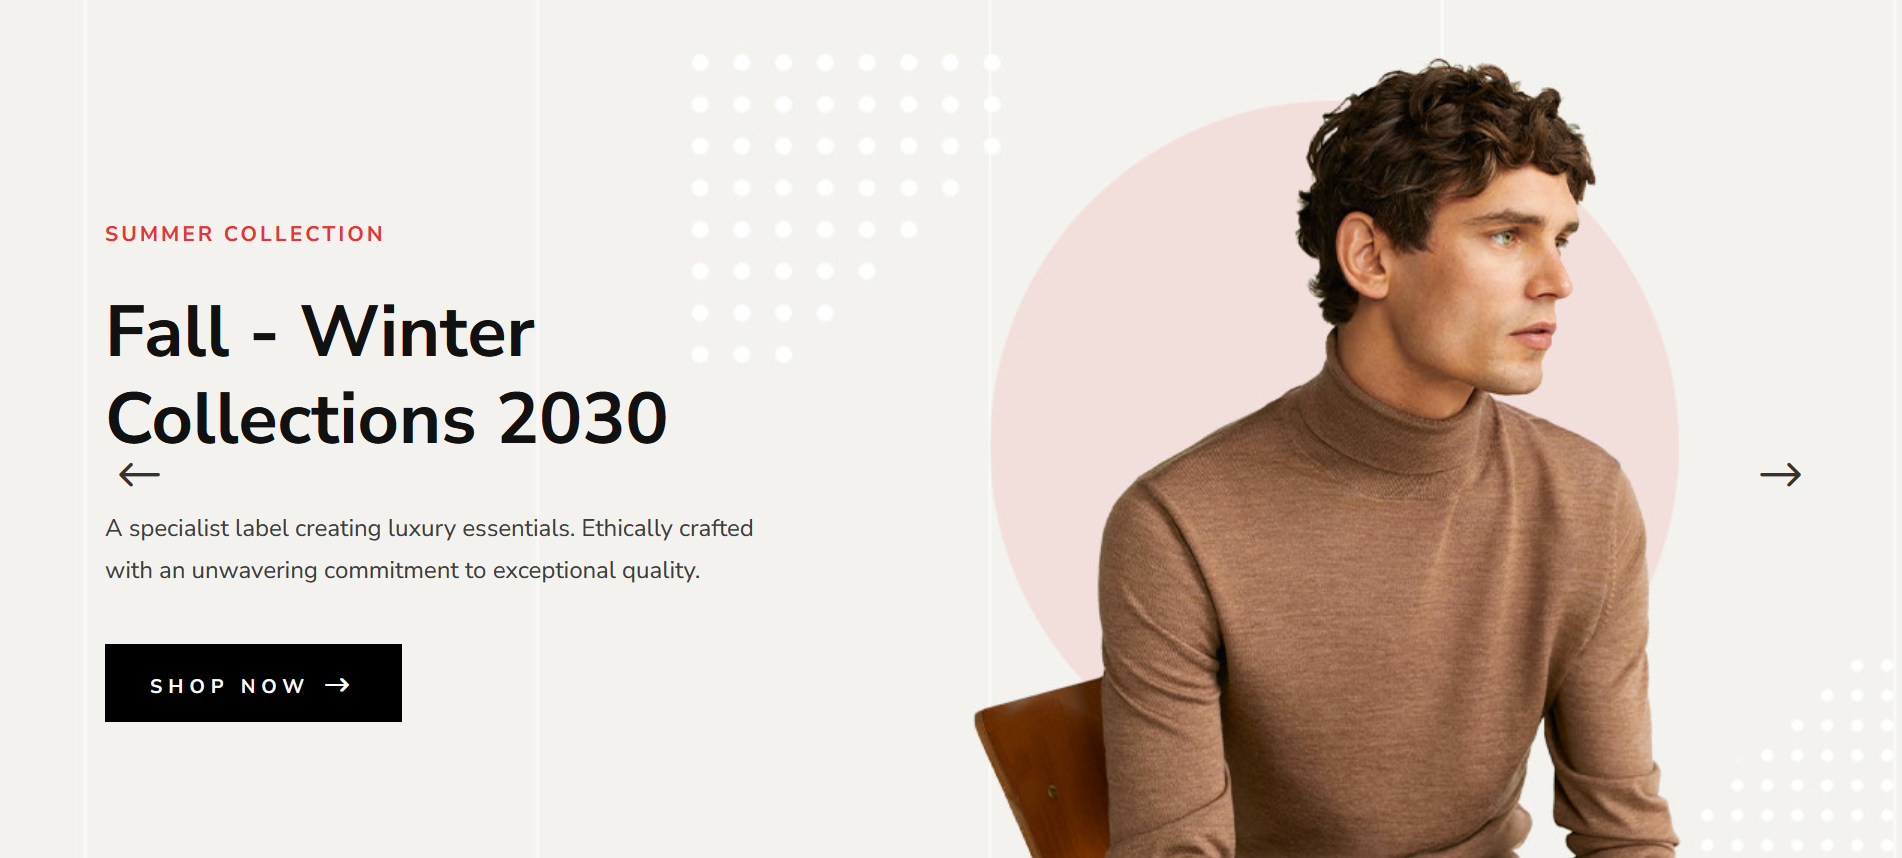 SUMMER COLLECTION
Fall - Winter
Collections 2030
A specialist label creating luxury essentials. Ethically crafted
with an unwavering commitment to exceptional quality.
SHOP NOW →